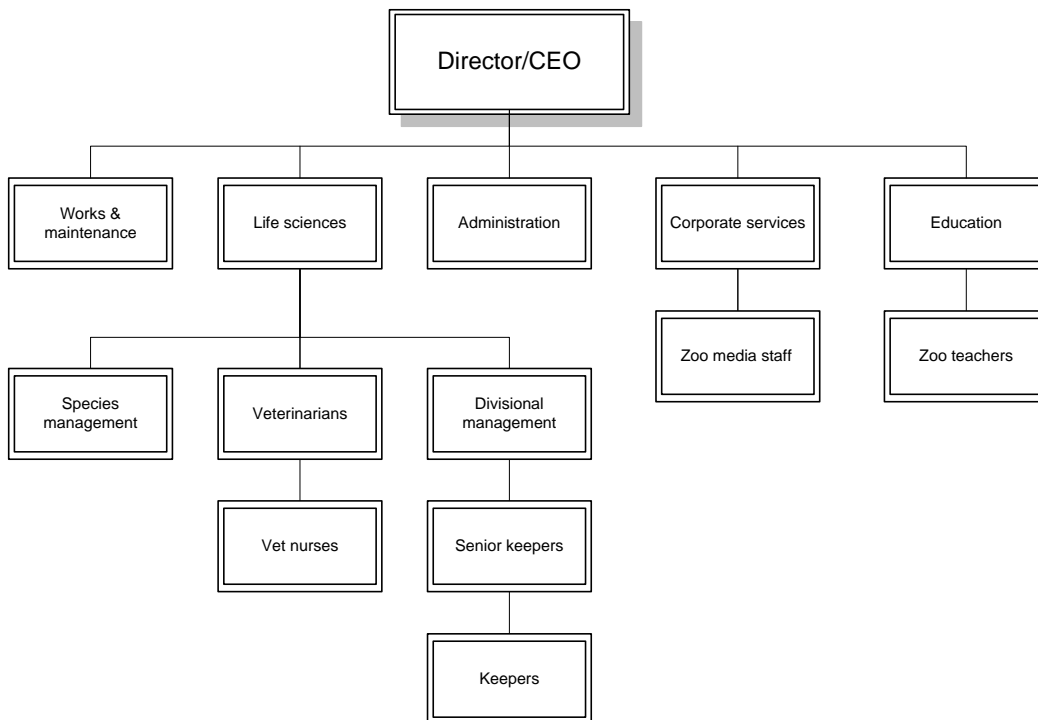 Director/CEO
Works &
maintenance
Life sciences
Administration
Corporate services
Education
Zoo media staff
Zoo teachers
Species
management
Veterinarians
Divisional
management
Vet nurses
Senior keepers
Keepers